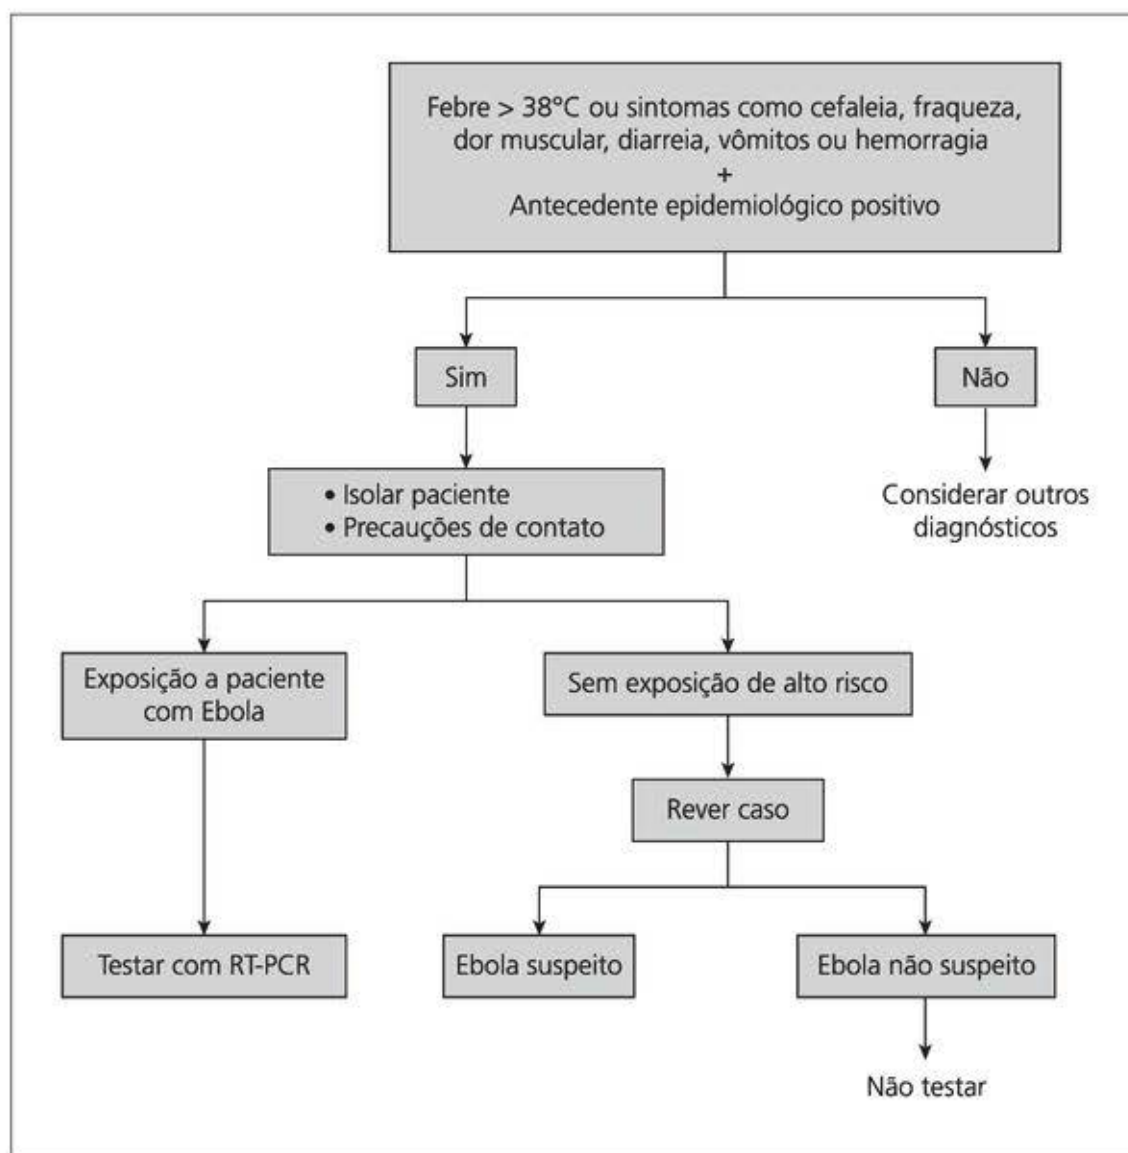 Febre > 38°C ou sintomas como cefaleia, fraqueza,
dor muscular, diarreia, vômitos ou hemorragia
+
Antecedente epidemiológico positivo
Sim
Não
• Isolar paciente
• Precauções de contato
Considerar outros
diagnósticos
Exposição a paciente
com Ebola
Sem exposição de alto risco
Rever caso
Testar com RT-PCR
Ebola suspeito
Ebola não suspeito
Não testar